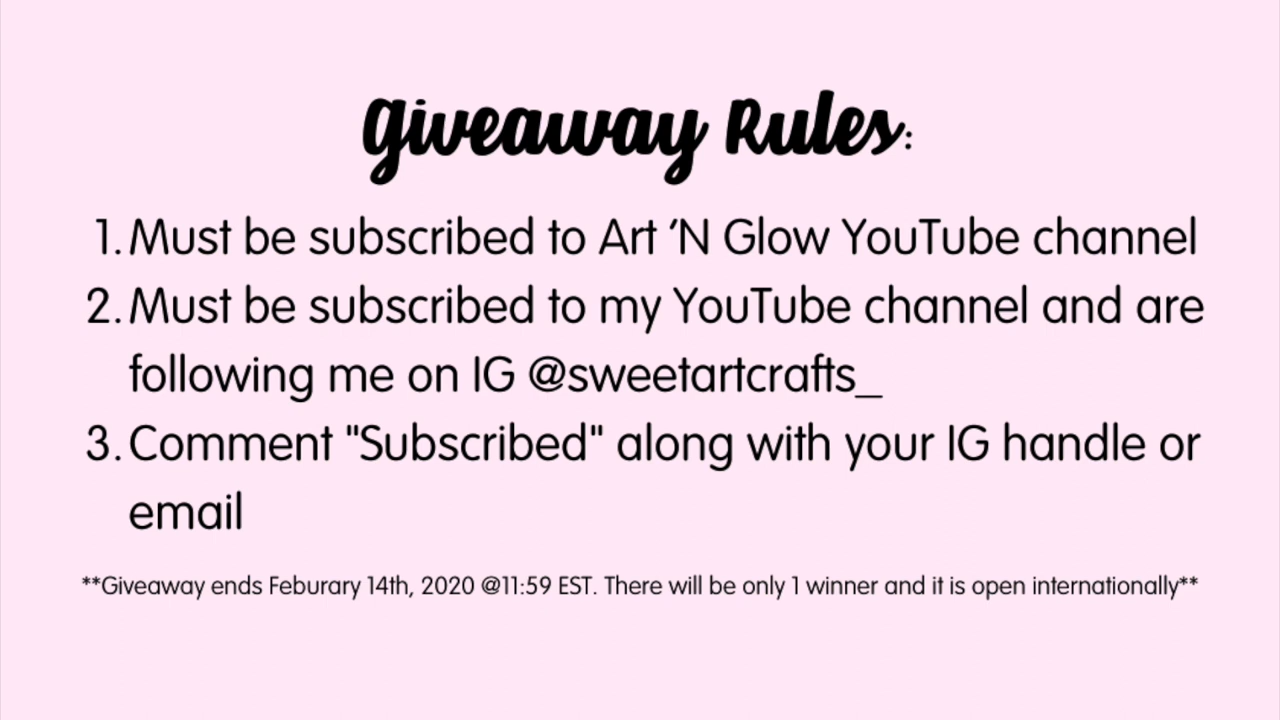 Giveaway Rules:
1. Must be subscribed to Art ‘N Glow YouTube channel
2. Must be subscribed to my YouTube channel and are
following me on IG @sweetartcrafts_
3. Comment "Subscribed" along with your IG handle or
email
**Giveaway ends Feburary 14th, 2020 @11:59 EST. There will be only 1 winner and it is open internationally**